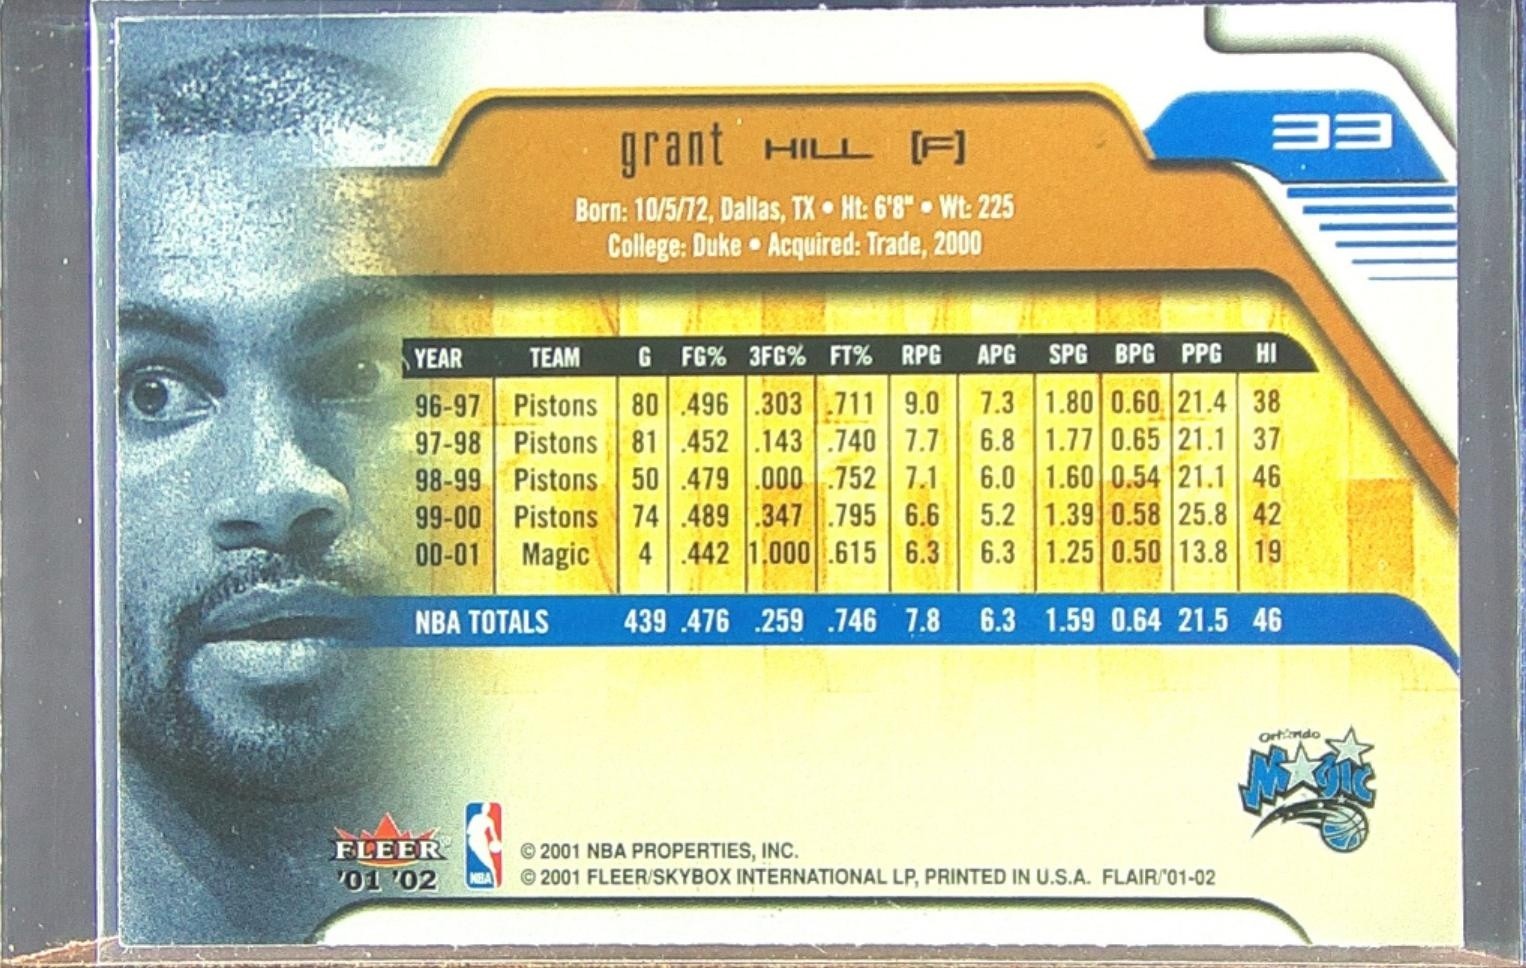 33
grant HILL [F]
Born: 10/5/72, Dallas, TX • Ht: 6'8" • Wt: 225
College: Duke • Acquired: Trade, 2000
YEAR TEAM G FG% 3FG% FT% RPG APG SPG BPG PPG HI
96-97 Pistons 80 .496 .303 .711 9.0 7.3 1.80 0.60 21.4 38
97-98 Pistons 81 .452 .143 .740 7.7 6.8 1.77 0.65 21.1 37
98-99 Pistons 50 .479 .000 .752 7.1 6.0 1.60 0.54 21.1 46
99-00 Pistons 74 .489 .347 .795 6.6 5.2 1.39 0.58 25.8 42
00-01 Magic 4 .442 1.000 .615 6.3 6.3 1.25 0.50 13.8 19
NBA TOTALS 439 .476 .259 .746 7.8 6.3 1.59 0.64 21.5 46
Orlando
Magic
FLEER
'01 '02
NBA
© 2001 NBA PROPERTIES, INC.
© 2001 FLEER/SKYBOX INTERNATIONAL LP, PRINTED IN U.S.A. FLAIR/'01-02